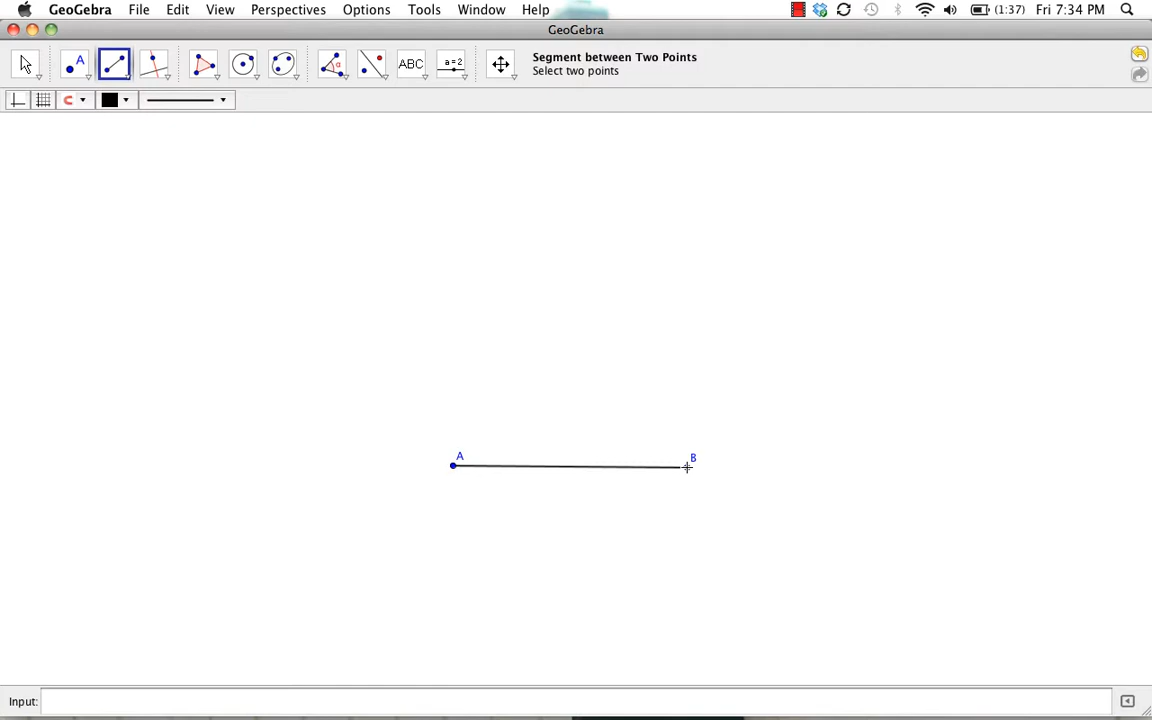 GeoGebra File Edit View Perspectives Options Tools Window Help (1:37) Fri 7:34 PM
GeoGebra
A α ABC a=2 Segment between Two Points
Select two points
A B
Input: